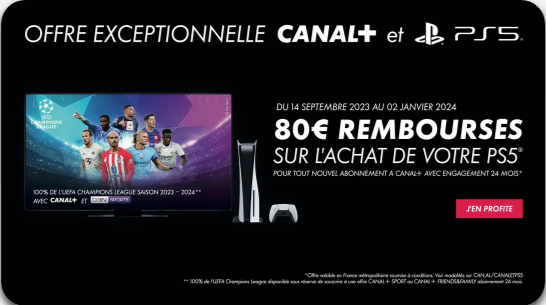 OFFRE EXCEPTIONNELLE CANAL+ et PS5
DU 14 SEPTEMBRE 2023 AU 02 JANVIER 2024
80€ REMBOURSÉS
SUR L'ACHAT DE VOTRE PS5®
POUR TOUT NOUVEL ABONNEMENT À CANAL+ AVEC ENGAGEMENT 24 MOIS*
J'EN PROFITE
UEFA
CHAMPIONS
LEAGUE
100% DE L'UEFA CHAMPIONS LEAGUE SAISON 2023 - 2024**
AVEC CANAL+ ET beIN SPORTS
*Offre valable en France métropolitaine soumise à conditions. Voir modalités sur CAN.AL/CANALETPS5
**100% de l'UEFA Champions League disponible sous réserve de souscrire à une offre CANAL+ SPORT ou CANAL+ FRIENDS&FAMILY abonnement 24 mois.